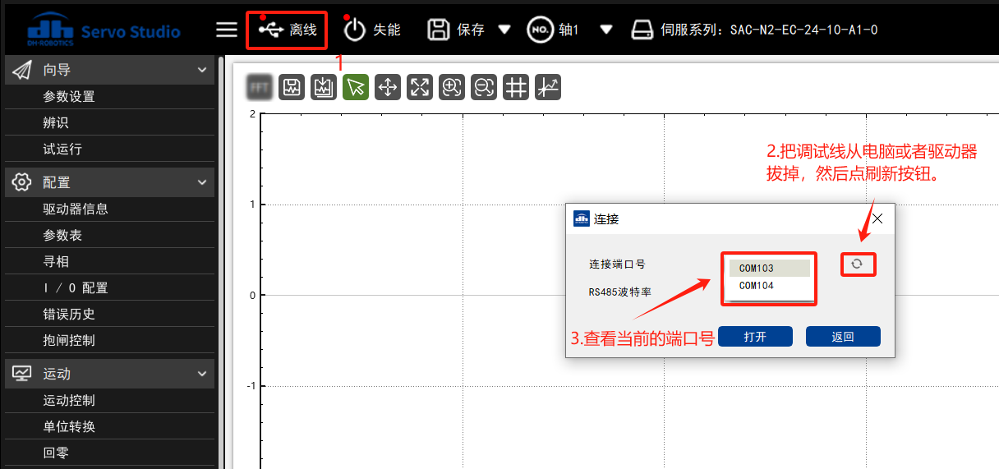 dh
DH-ROBOTICS
Servo Studio
离线
失能
保存
NO.
轴1
伺服系列：SAC-N2-EC-24-10-A1-0
1
向导
参数设置
辨识
试运行
配置
驱动器信息
参数表
寻相
I / O 配置
错误历史
抱闸控制
运动
运动控制
单位转换
回零
FFT
2
1
0
-1
2.把调试线从电脑或者驱动器
拔掉，然后点刷新按钮。
连接
连接端口号
COM103
COM104
RS485波特率
3.查看当前的端口号
打开
返回